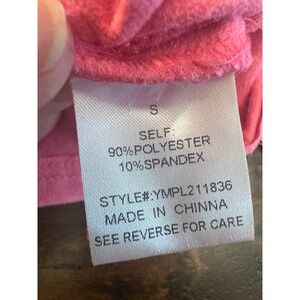 S
SELF:
90%POLYESTER
10%SPANDEX
STYLE#:YMPL211836
MADE IN CHINNA
SEE REVERSE FOR CARE